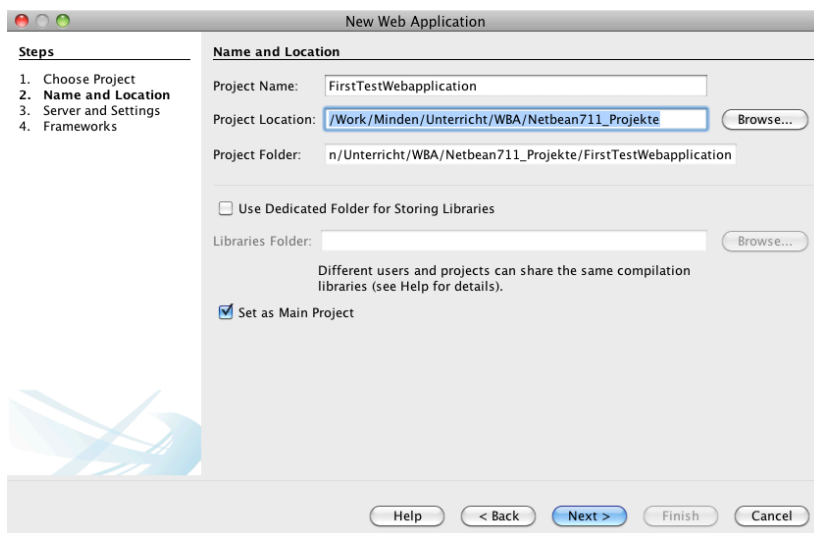 New Web Application
Steps
1. Choose Project
2. Name and Location
3. Server and Settings
4. Frameworks
Name and Location
Project Name: FirstTestWebapplication
Project Location: /Work/Minden/Unterricht/WBA/Netbean711_Projekte Browse...
Project Folder: n/Unterricht/WBA/Netbean711_Projekte/FirstTestWebapplication
Use Dedicated Folder for Storing Libraries
Libraries Folder: Browse...
Different users and projects can share the same compilation
libraries (see Help for details).
Set as Main Project
Help < Back Next > Finish Cancel